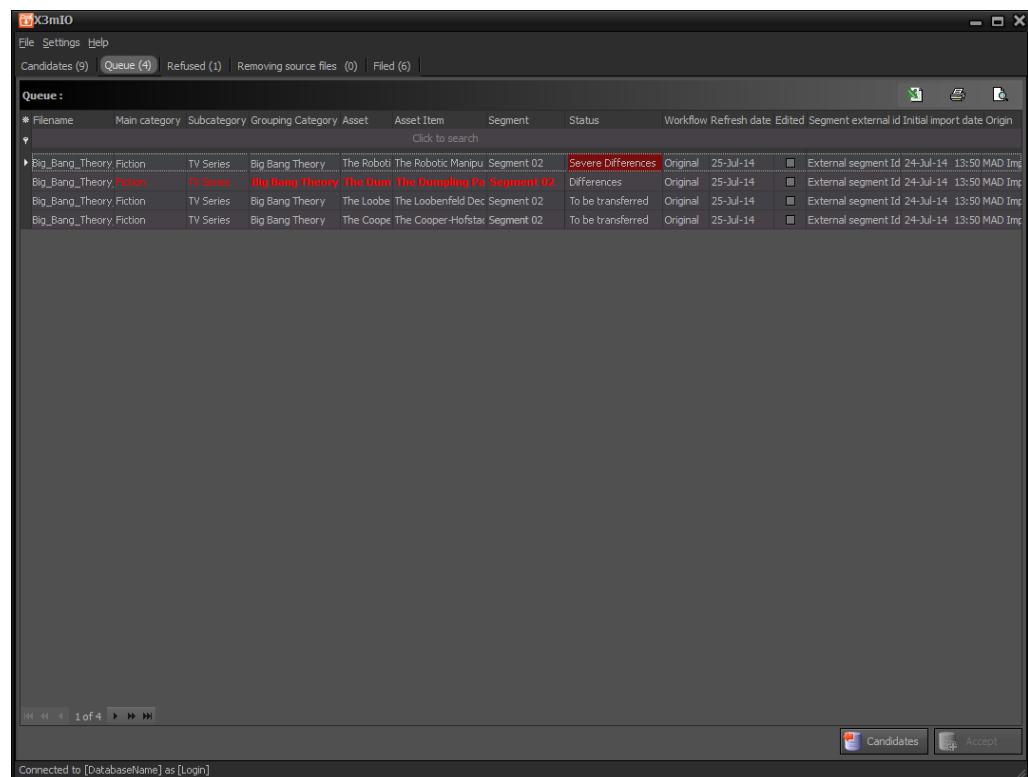 X3mIO
File Settings Help
Candidates (9) Queue (4) Refused (1) Removing source files (0) Filed (6)
Queue :
Filename Main category Subcategory Grouping Category Asset Asset Item Segment Status Workflow Refresh date Edited Segment external id Initial import date Origin
Click to search
Big_Bang_Theory Fiction TV Series Big Bang Theory The Roboti The Robotic Manipu Segment 02 Severe Differences Original 25-Jul-14 External segment Id 24-Jul-14 13:50 MAD Imp
Big_Bang_Theory Fiction TV Series Big Bang Theory The Dum The Dumpling Pa Segment 02 Differences Original 25-Jul-14 External segment Id 24-Jul-14 13:50 MAD Imp
Big_Bang_Theory Fiction TV Series Big Bang Theory The Loobe The Loobenfeld Dec Segment 02 To be transferred Original 25-Jul-14 External segment Id 24-Jul-14 13:50 MAD Imp
Big_Bang_Theory Fiction TV Series Big Bang Theory The Coope The Cooper-Hofstad Segment 02 To be transferred Original 25-Jul-14 External segment Id 24-Jul-14 13:50 MAD Imp
1 of 4
Candidates Accept
Connected to [DatabaseName] as [Login]